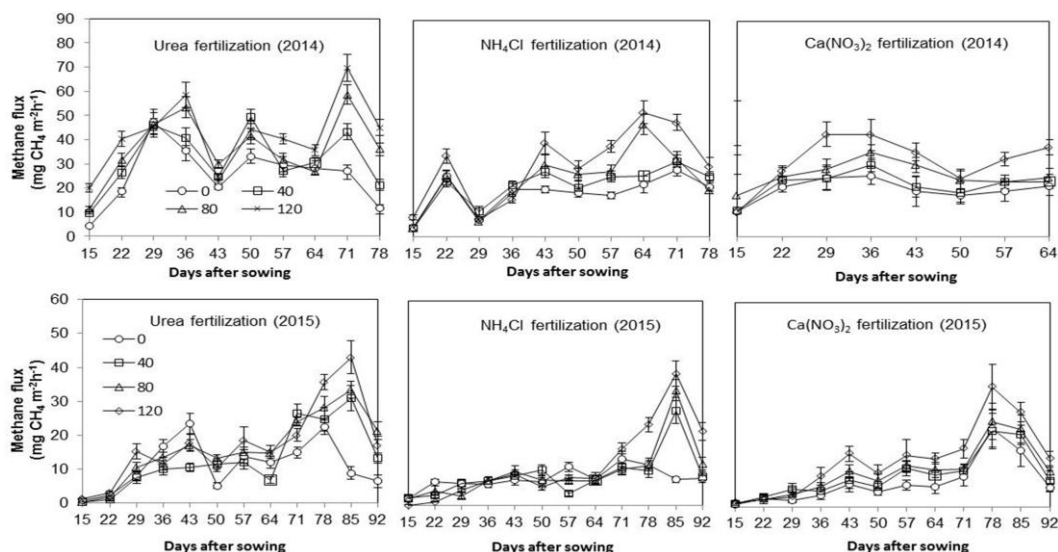 Methane flux
(mg CH₄ m⁻²h⁻¹)
90
80
70
60
50
40
30
20
10
0
Urea fertilization (2014)
0 40
80 120
15 22 29 36 43 50 57 64 71 78
Days after sowing
NH₄Cl fertilization (2014)
15 22 29 36 43 50 57 64 71 78
Days after sowing
Ca(NO₃)₂ fertilization (2014)
15 22 29 36 43 50 57 64
Days after sowing
Methane flux
(mg CH₄ m⁻²h⁻¹)
60
50
40
30
20
10
0
Urea fertilization (2015)
0
40
80
120
15 22 29 36 43 50 57 64 71 78 85 92
Days after sowing
NH₄Cl fertilization (2015)
15 22 29 36 43 50 57 64 71 78 85 92
Days after sowing
Ca(NO₃)₂ fertilization (2015)
15 22 29 36 43 50 57 64 71 78 85 92
Days after sowing